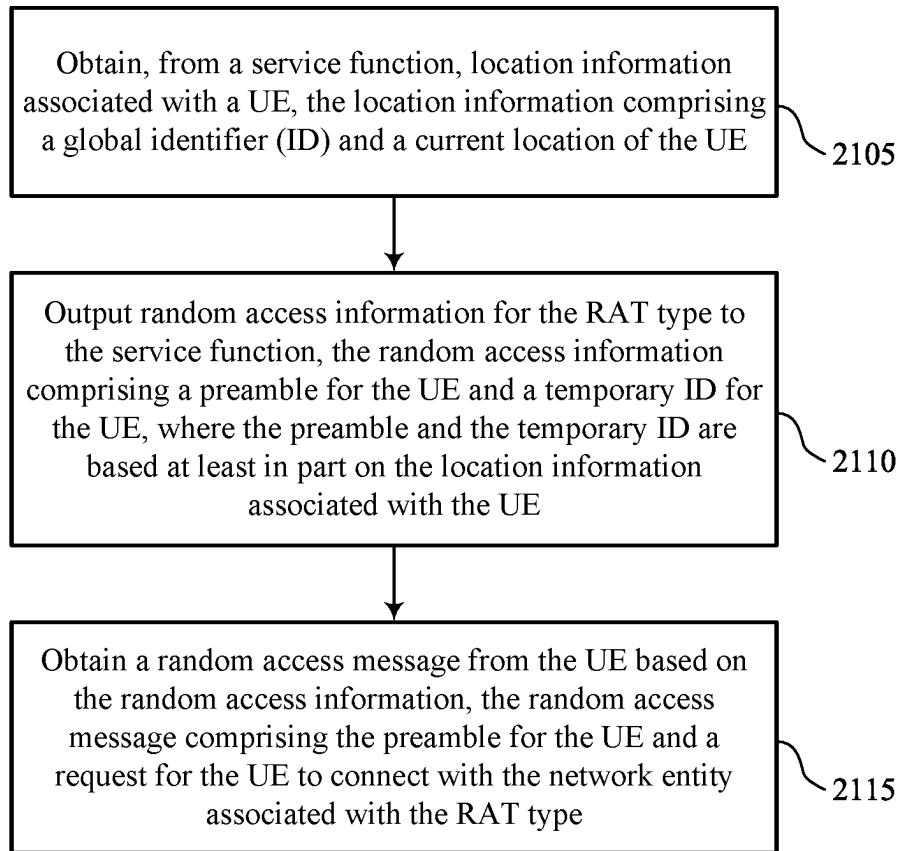 Obtain, from a service function, location information
associated with a UE, the location information comprising
a global identifier (ID) and a current location of the UE
2105
Output random access information for the RAT type to
the service function, the random access information
comprising a preamble for the UE and a temporary ID for
the UE, where the preamble and the temporary ID are
based at least in part on the location information
associated with the UE
2110
Obtain a random access message from the UE based on
the random access information, the random access
message comprising the preamble for the UE and a
request for the UE to connect with the network entity
associated with the RAT type
2115